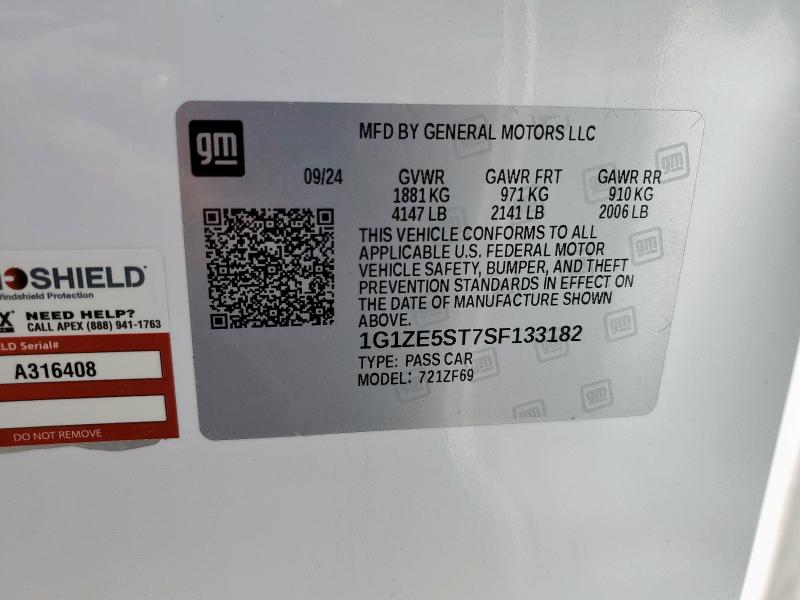 gm
MFD BY GENERAL MOTORS LLC
09/24 GVWR GAWR FRT GAWR RR
1881 KG 971 KG 910 KG
4147 LB 2141 LB 2006 LB
THIS VEHICLE CONFORMS TO ALL
APPLICABLE U.S. FEDERAL MOTOR
VEHICLE SAFETY, BUMPER, AND THEFT
PREVENTION STANDARDS IN EFFECT ON
THE DATE OF MANUFACTURE SHOWN
ABOVE.
1G1ZE5ST7SF133182
TYPE: PASS CAR
MODEL: 721ZF69
SHIELD
Windshield Protection
NEED HELP?
CALL APEX (888) 941-1763
Serial#
A316408
DO NOT REMOVE